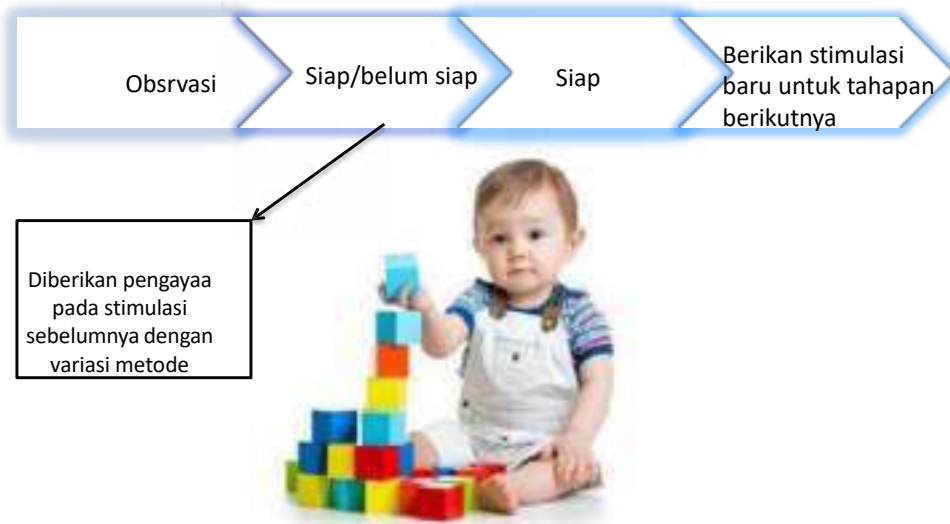 Obsrvasi
Siap/belum siap
Siap
Berikan stimulasi
baru untuk tahapan
berikutnya
Diberikan pengayaa
pada stimulasi
sebelumnya dengan
variasi metode